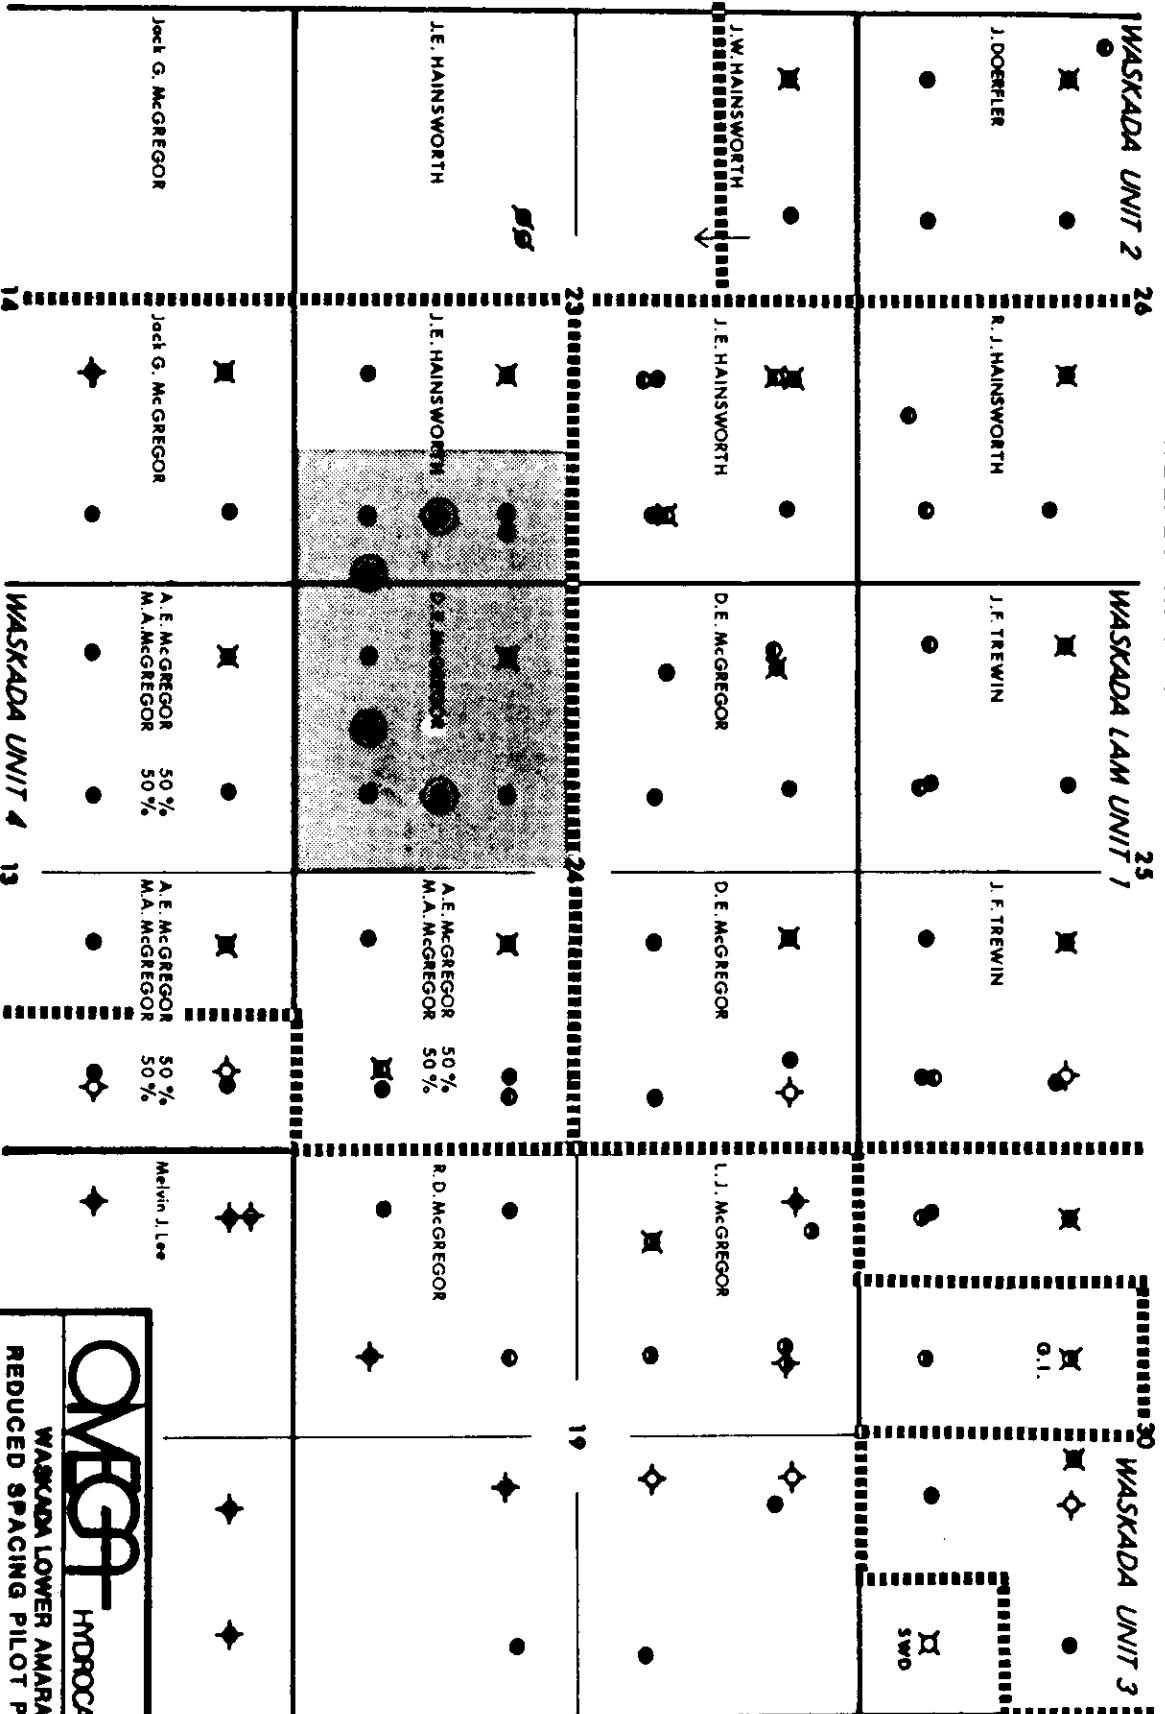 26
25
30
WASKADA UNIT 2
WASKADA LAM UNIT 1
WASKADA UNIT 3
G.I.
J.DOERFLER
R.J.HAINSWORTH
J.F. TREWIN
J.F. TREWIN
SWD
J.W.HAINSWORTH
J.E. HAINSWORTH
D.E. McGREGOR
D.E. McGREGOR
L.J. McGREGOR
23
24
19
J.E. HAINSWORTH
J.E. HAINSWORTH
D.E. McGREGOR
A.E. McGREGOR 50 %
M.A. McGREGOR 50 %
R.D. McGREGOR
Jack G. McGREGOR
Jack G. McGREGOR
A.E. McGREGOR 50 %
M.A. McGREGOR 50 %
A.E. McGREGOR 50 %
M.A. McGREGOR 50 %
Melvin J. Lee
14
WASKADA UNIT 4
13
OMEGA HYDROCA
WASKADA LOWER AMARA
REDUCED SPACING PILOT P